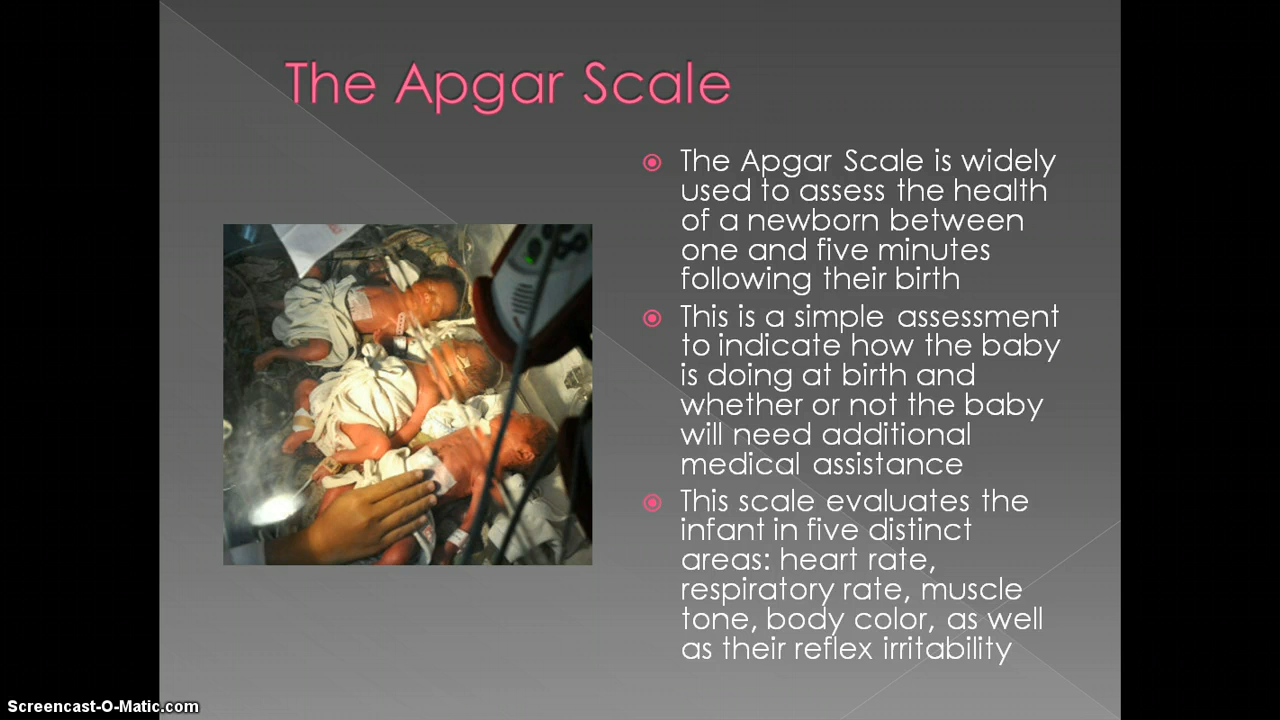 The Apgar Scale
The Apgar Scale is widely
used to assess the health
of a newborn between
one and five minutes
following their birth
This is a simple assessment
to indicate how the baby
is doing at birth and
whether or not the baby
will need additional
medical assistance
This scale evaluates the
infant in five distinct
areas: heart rate,
respiratory rate, muscle
tone, body color, as well
as their reflex irritability
Screencast-O-Matic.com